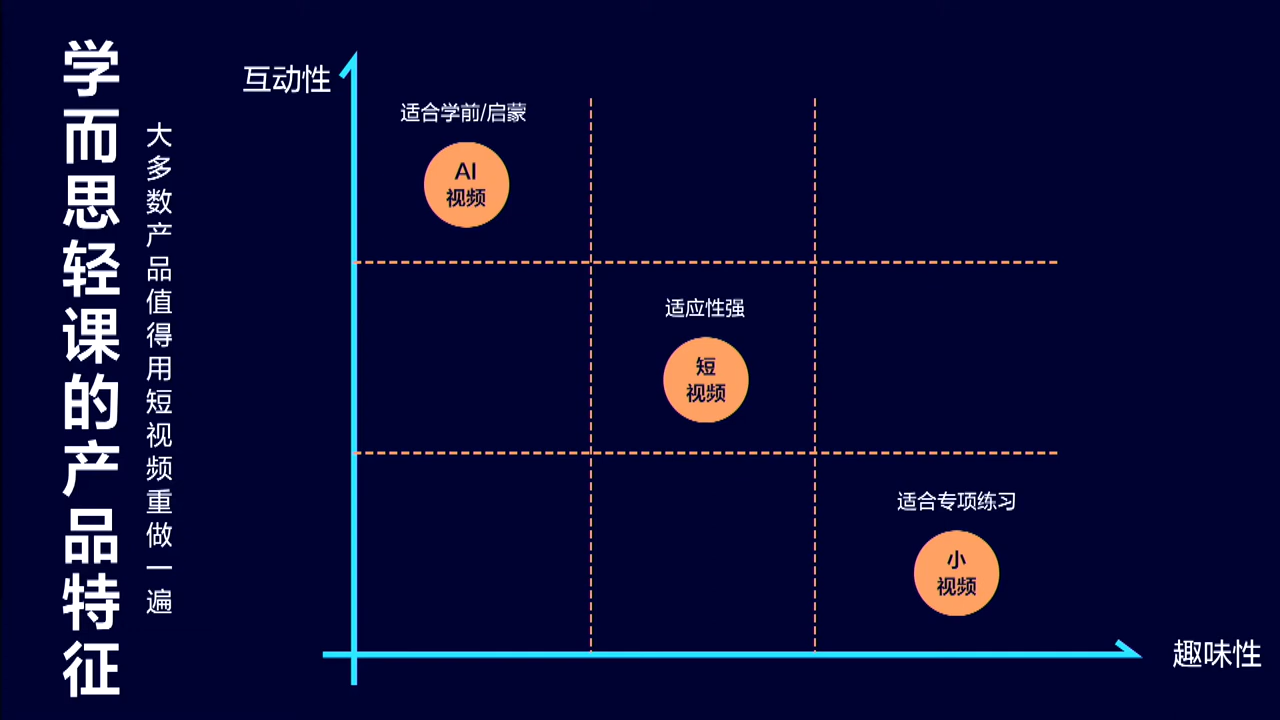 学而思轻课的产品特征
大多数产品值得用短视频重做一遍
互动性
适合学前/启蒙
AI
视频
适应性强
短
视频
适合专项练习
小
视频
趣味性